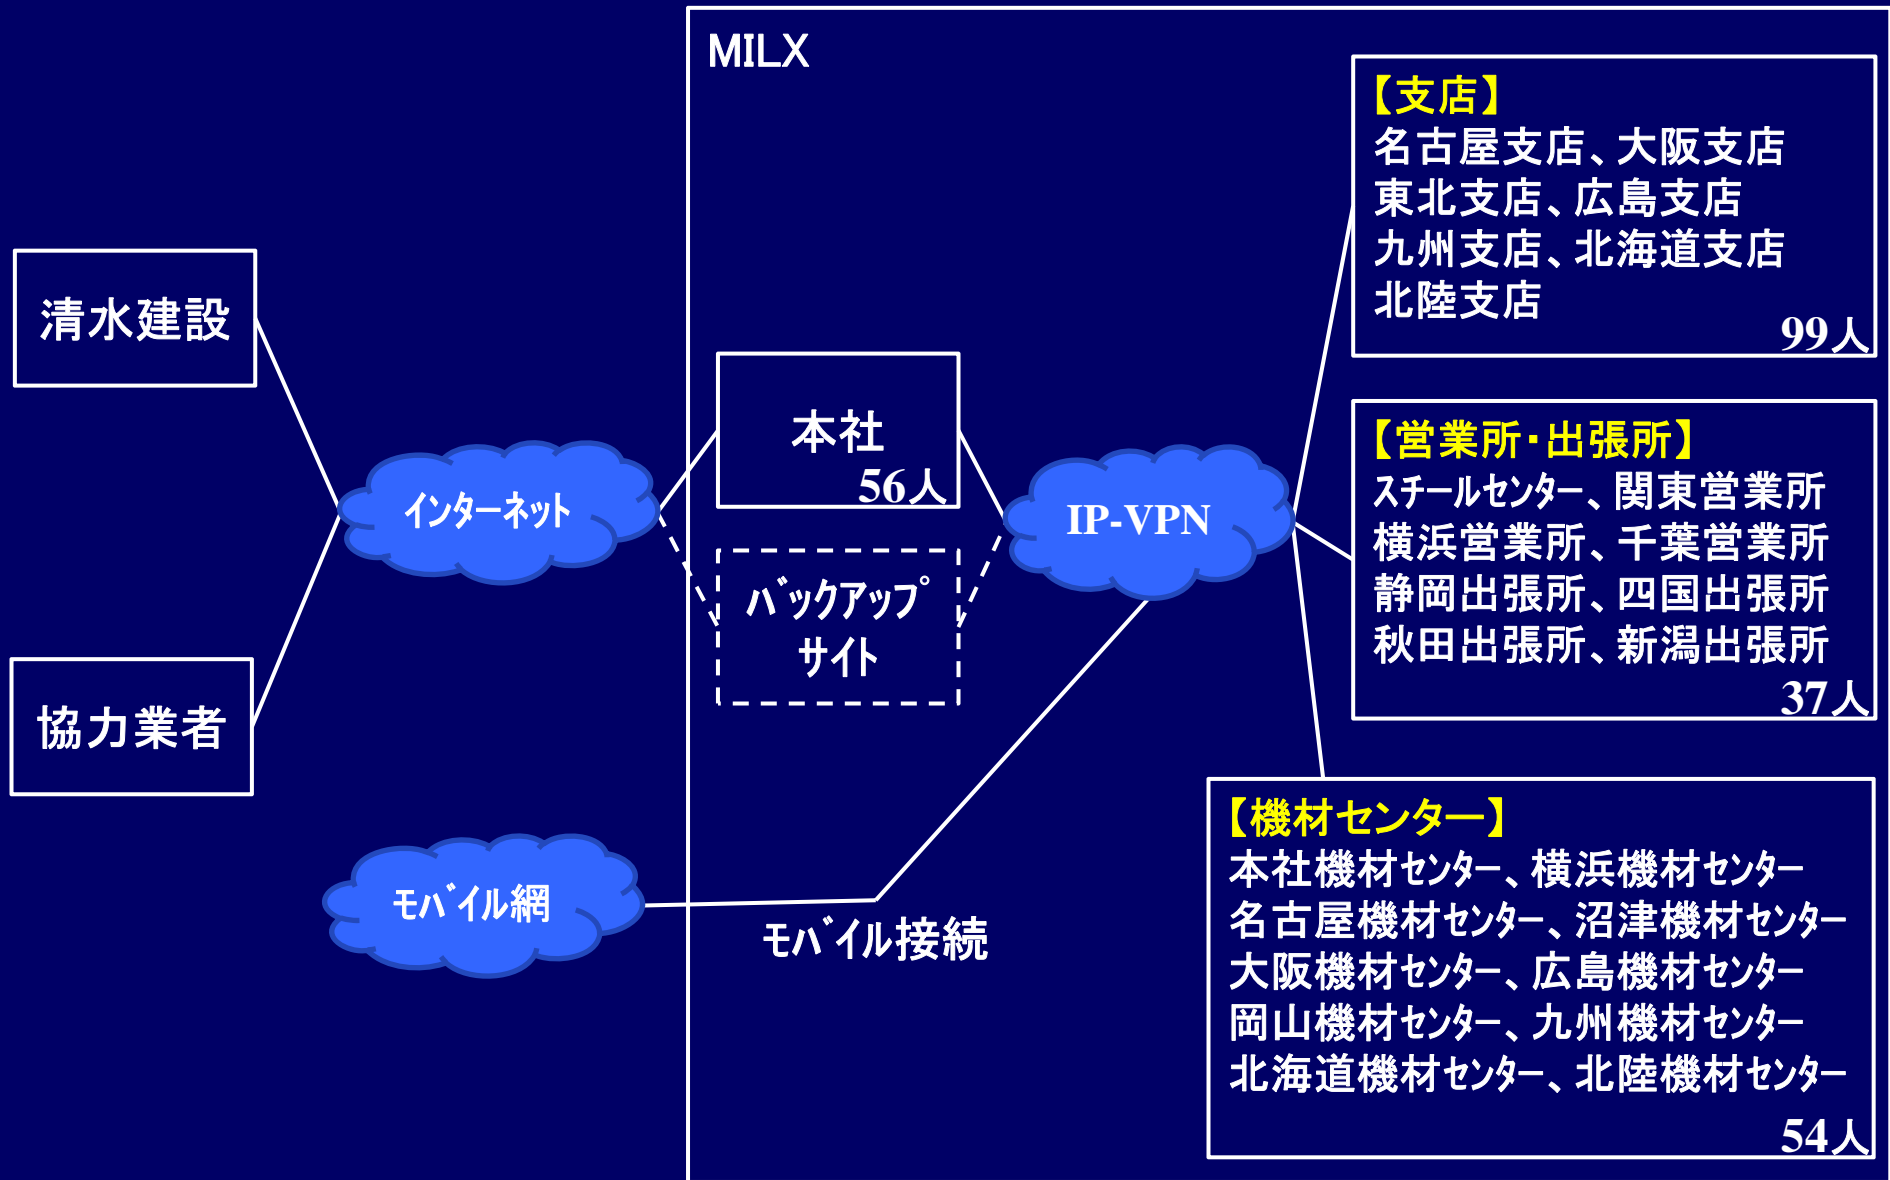 MILX
【支店】
名古屋支店、大阪支店
東北支店、広島支店
九州支店、北海道支店
北陸支店
99人
清水建設
本社
56人
インターネット
IP-VPN
バックアップ
サイト
【営業所・出張所】
スチールセンター、関東営業所
横浜営業所、千葉営業所
静岡出張所、四国出張所
秋田出張所、新潟出張所
37人
協力業者
モバイル網
モバイル接続
【機材センター】
本社機材センター、横浜機材センター
名古屋機材センター、沼津機材センター
大阪機材センター、広島機材センター
岡山機材センター、九州機材センター
北海道機材センター、北陸機材センター
54人